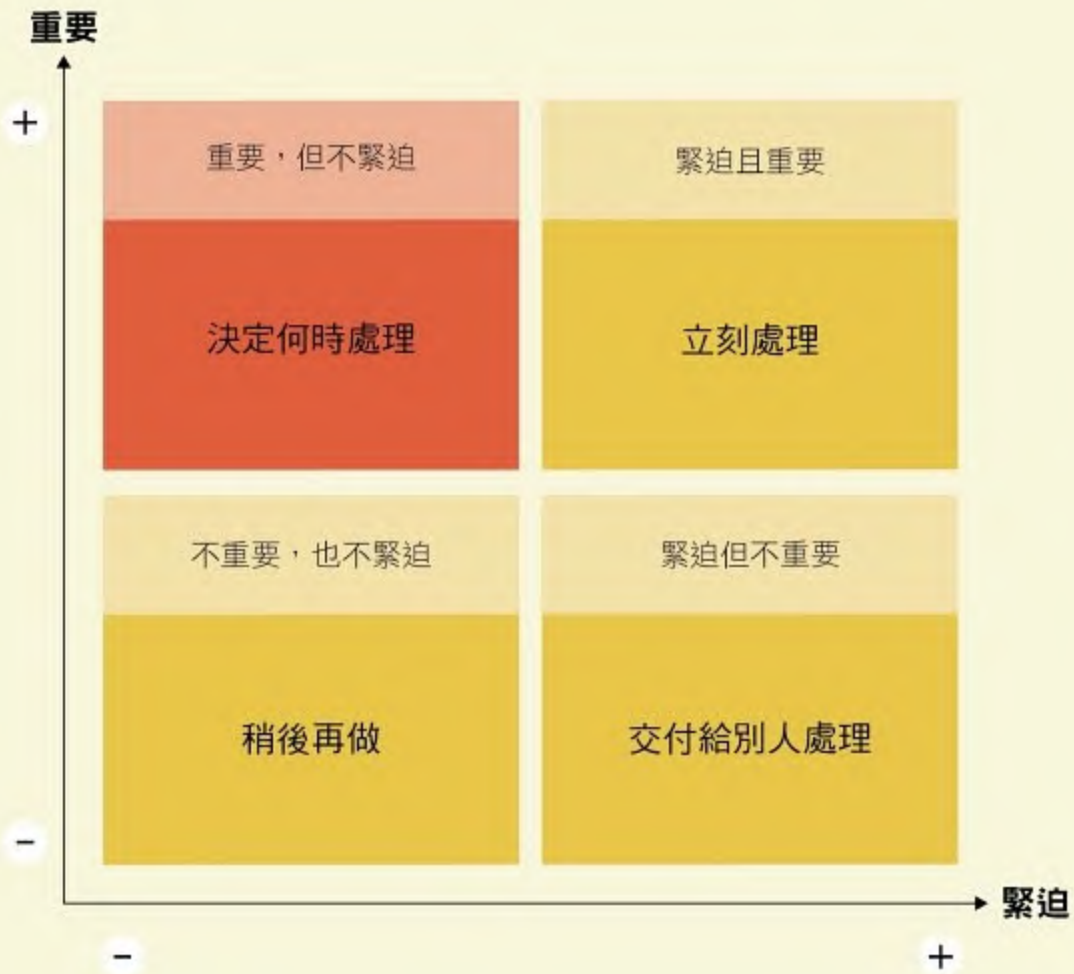 重要
+
重要，但不緊迫
緊迫且重要
決定何時處理
立刻處理
不重要，也不緊迫
緊迫但不重要
稍後再做
交付給別人處理
−
緊迫
−
+